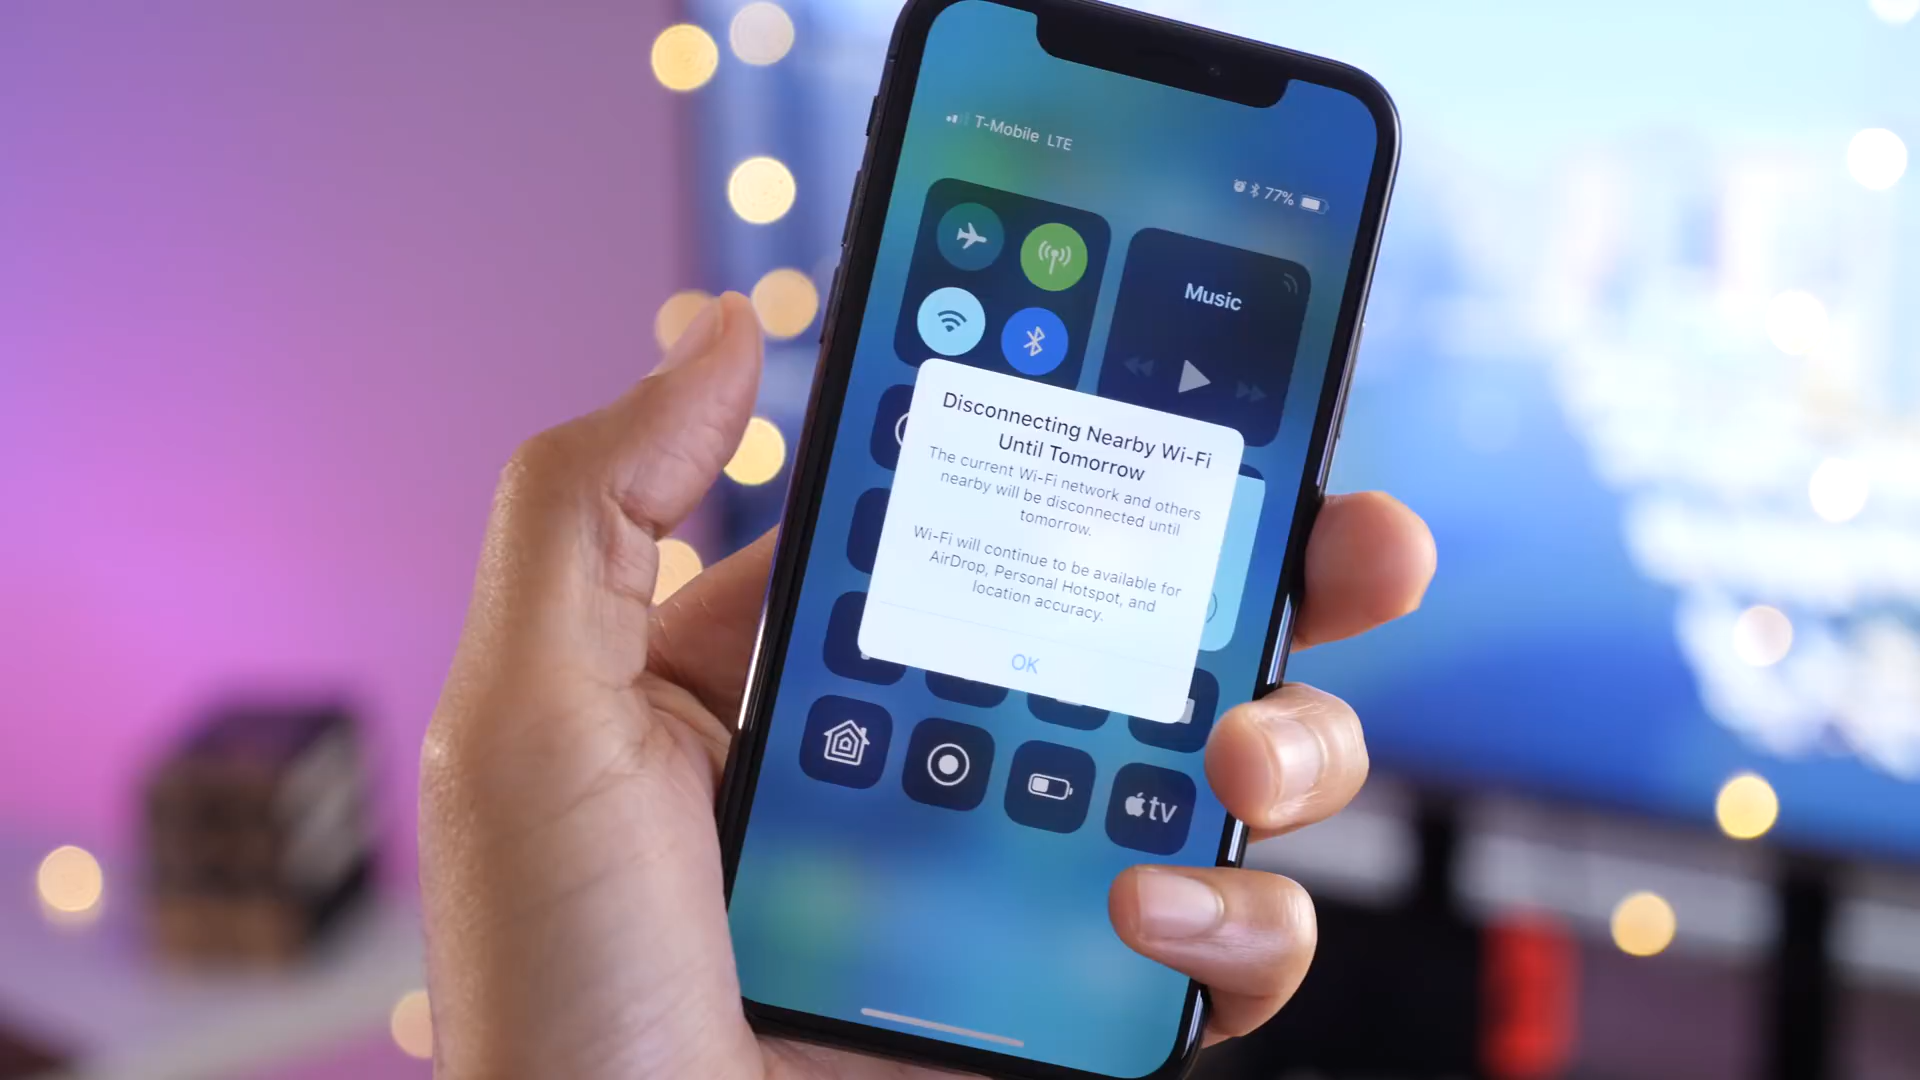 T-Mobile LTE
77%
Music
Disconnecting Nearby Wi-Fi
Until Tomorrow
The current Wi-Fi network and others
nearby will be disconnected until
tomorrow.
Wi-Fi will continue to be available for
AirDrop, Personal Hotspot, and
location accuracy.
OK
tv